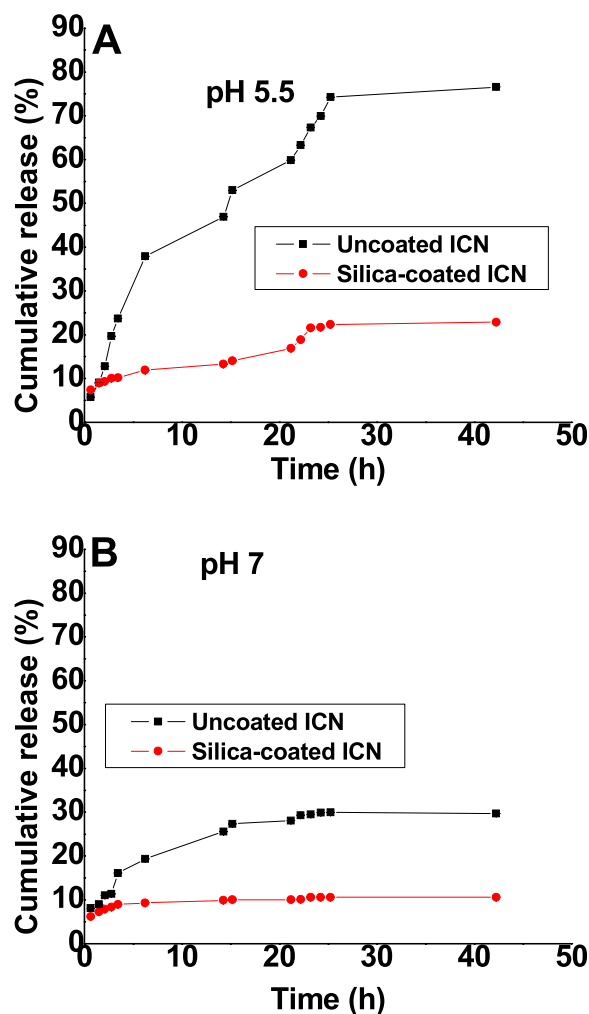 A
pH 5.5
Cumulative release (%)
90
80
70
60
50
40
30
20
10
0
Uncoated ICN
Silica-coated ICN
0 10 20 30 40 50
Time (h)
B
pH 7
Cumulative release (%)
90
80
70
60
50
40
30
20
10
0
Uncoated ICN
Silica-coated ICN
0 10 20 30 40 50
Time (h)